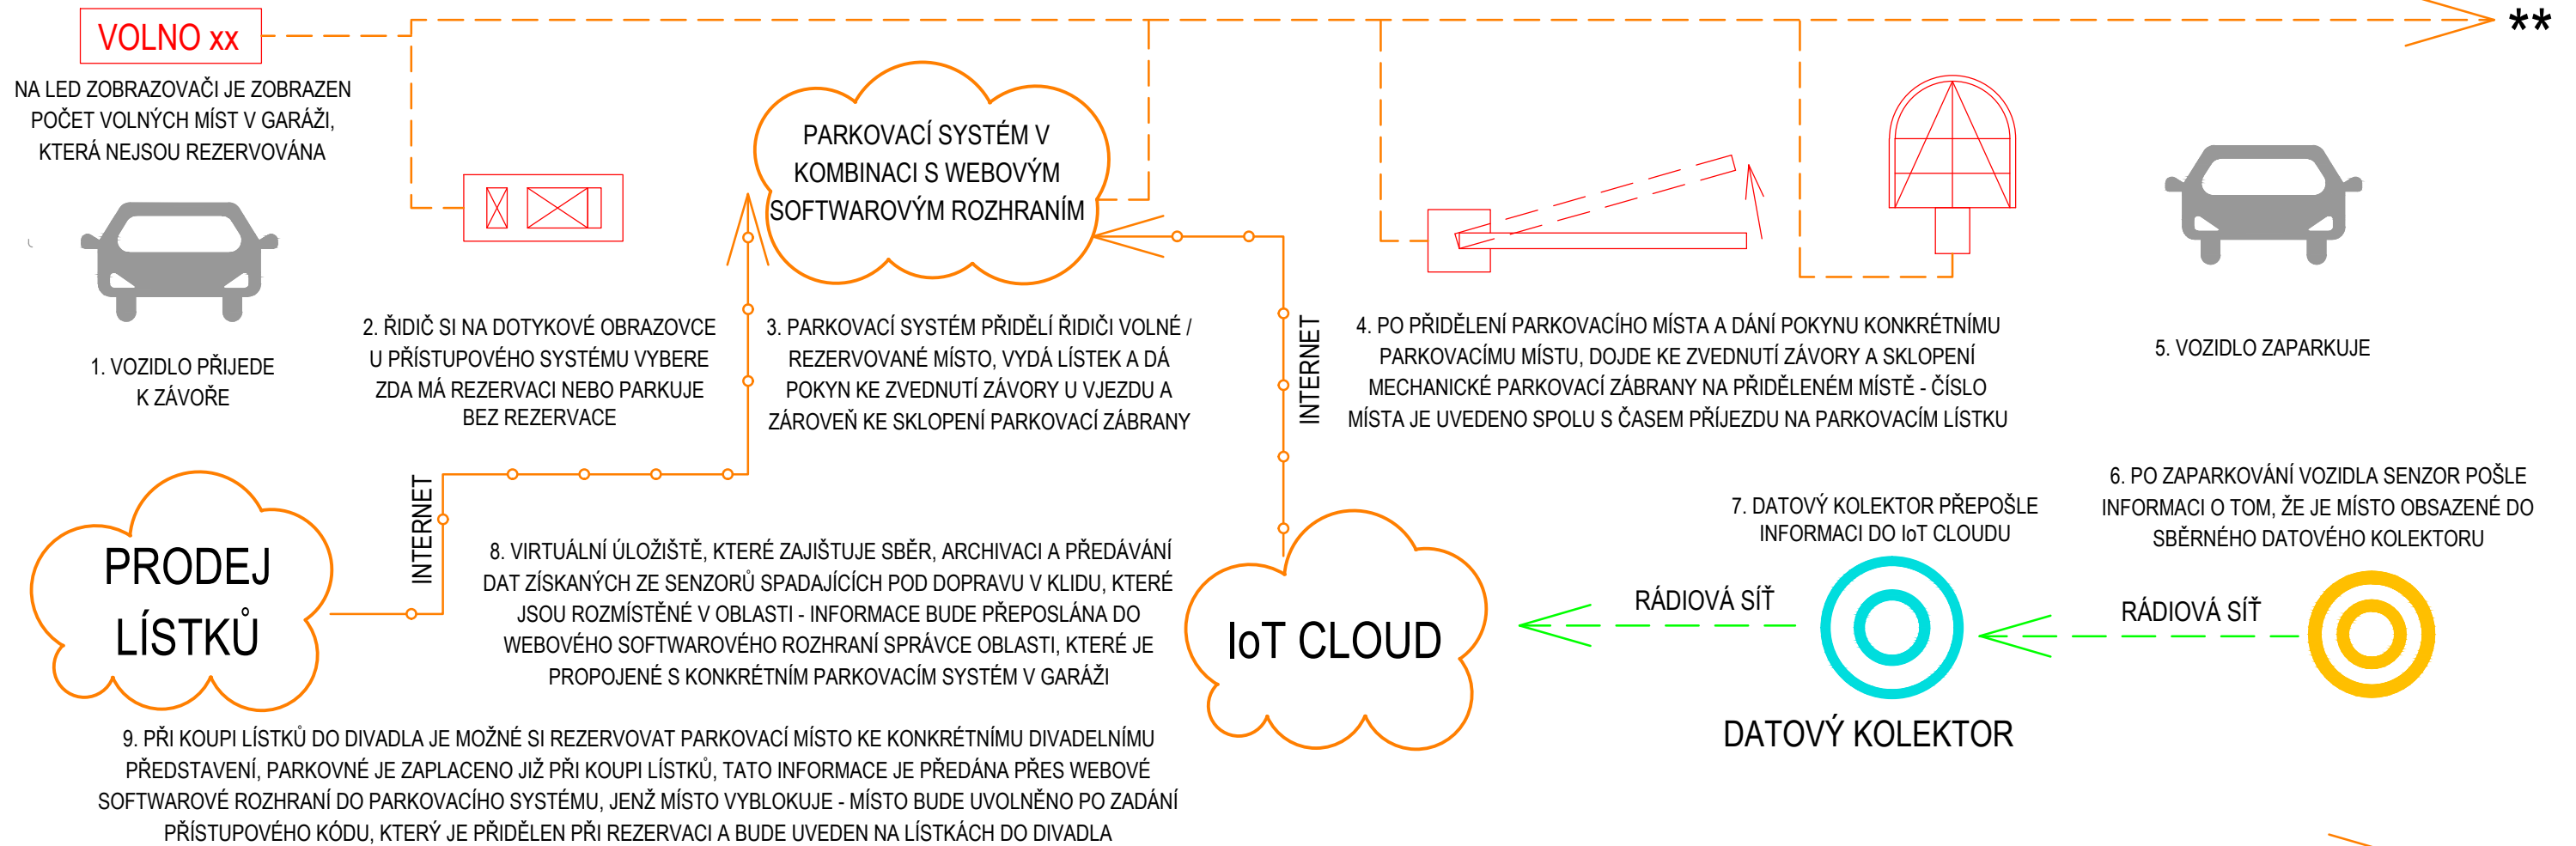 VOLNO xx
**
NA LED ZOBRAZOVAČI JE ZOBRAZEN
POČET VOLNÝCH MÍST V GARÁŽI,
KTERÁ NEJSOU REZERVOVÁNA
PARKOVACÍ SYSTÉM V
KOMBINACI S WEBOVÝM
SOFTWAROVÝM ROZHRANÍM
1. VOZIDLO PŘIJEDE
K ZÁVOŘE
2. ŘIDIČ SI NA DOTYKOVÉ OBRAZOVCE
U PŘÍSTUPOVÉHO SYSTÉMU VYBERE
ZDA MÁ REZERVACI NEBO PARKUJE
BEZ REZERVACE
3. PARKOVACÍ SYSTÉM PŘIDĚLÍ ŘIDIČI VOLNÉ /
REZERVOVANÉ MÍSTO, VYDÁ LÍSTEK A DÁ
POKYN KE ZVEDNUTÍ ZÁVORY U VJEZDU A
ZÁROVEŇ KE SKLOPENÍ PARKOVACÍ ZÁBRANY
INTERNET
4. PO PŘIDĚLENÍ PARKOVACÍHO MÍSTA A DÁNÍ POKYNU KONKRÉTNÍMU
PARKOVACÍMU MÍSTU, DOJDE KE ZVEDNUTÍ ZÁVORY A SKLOPENÍ
MECHANICKÉ PARKOVACÍ ZÁBRANY NA PŘIDĚLENÉM MÍSTĚ - ČÍSLO
MÍSTA JE UVEDENO SPOLU S ČASEM PŘÍJEZDU NA PARKOVACÍM LÍSTKU
5. VOZIDLO ZAPARKUJE
6. PO ZAPARKOVÁNÍ VOZIDLA SENZOR POŠLE
INFORMACI O TOM, ŽE JE MÍSTO OBSAZENÉ DO
SBĚRNÉHO DATOVÉHO KOLEKTORU
7. DATOVÝ KOLEKTOR PŘEPOŠLE
INFORMACI DO IoT CLOUDU
RÁDIOVÁ SÍŤ
RÁDIOVÁ SÍŤ
DATOVÝ KOLEKTOR
IoT CLOUD
8. VIRTUÁLNÍ ÚLOŽIŠTĚ, KTERÉ ZAJIŠTUJE SBĚR, ARCHIVACI A PŘEDÁVÁNÍ
DAT ZÍSKANÝCH ZE SENZORŮ SPADAJÍCÍCH POD DOPRAVU V KLIDU, KTERÉ
JSOU ROZMÍSTĚNÉ V OBLASTI - INFORMACE BUDE PŘEPOSLÁNA DO
WEBOVÉHO SOFTWAROVÉHO ROZHRANÍ SPRÁVCE OBLASTI, KTERÉ JE
PROPOJENÉ S KONKRÉTNÍM PARKOVACÍM SYSTÉM V GARÁŽI
INTERNET
PRODEJ
LÍSTKŮ
9. PŘI KOUPI LÍSTKŮ DO DIVADLA JE MOŽNÉ SI REZERVOVAT PARKOVACÍ MÍSTO KE KONKRÉTNÍMU DIVADELNÍMU
PŘEDSTAVENÍ, PARKOVNÉ JE ZAPLACENO JIŽ PŘI KOUPI LÍSTKŮ, TATO INFORMACE JE PŘEDÁNA PŘES WEBOVÉ
SOFTWAROVÉ ROZHRANÍ DO PARKOVACÍHO SYSTÉMU, JENŽ MÍSTO VYBLOKUJE - MÍSTO BUDE UVOLNĚNO PO ZADÁNÍ
PŘÍSTUPOVÉHO KÓDU, KTERÝ JE PŘIDĚLEN PŘI REZERVACI A BUDE UVEDEN NA LÍSTKÁCH DO DIVADLA